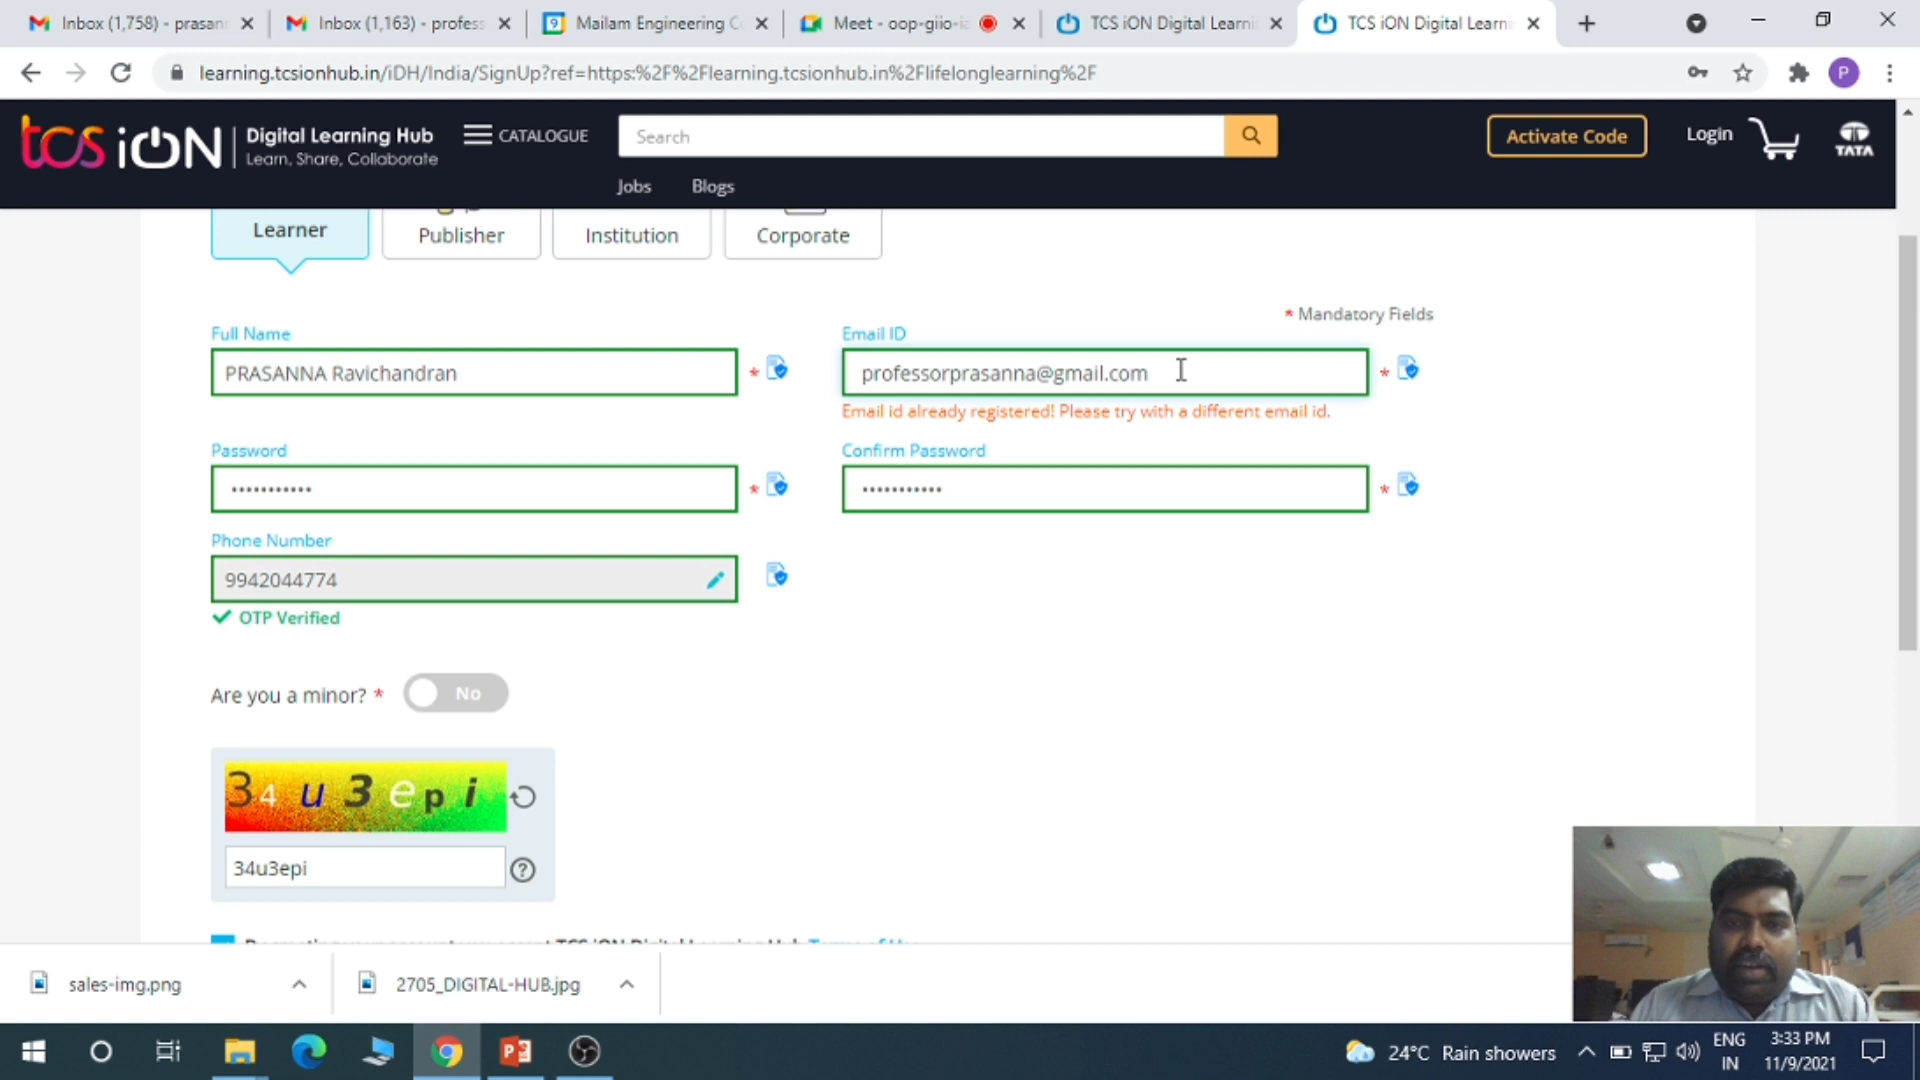 Inbox (1,758) - prasann
Inbox (1,163) - profess
Mailam Engineering Co
Meet - oop-giio-ia
TCS iON Digital Learni
TCS iON Digital Learni
learning.tcsionhub.in/iDH/India/SignUp?ref=https:%2F%2Flearning.tcsionhub.in%2Flifelonglearning%2F
P
tcs iON
Digital Learning Hub
Learn, Share, Collaborate
CATALOGUE
Search
Activate Code
Login
TATA
Jobs
Blogs
Learner
Publisher
Institution
Corporate
* Mandatory Fields
Full Name
Email ID
PRASANNA Ravichandran
*
professorprasanna@gmail.com
*
Email id already registered! Please try with a different email id.
Password
Confirm Password
•••••••••••
*
•••••••••••
*
Phone Number
9942044774
OTP Verified
Are you a minor? *
No
34u3epi
34u3epi
sales-img.png
2705_DIGITAL-HUB.jpg
24°C Rain showers
ENG
IN
3:33 PM
11/9/2021